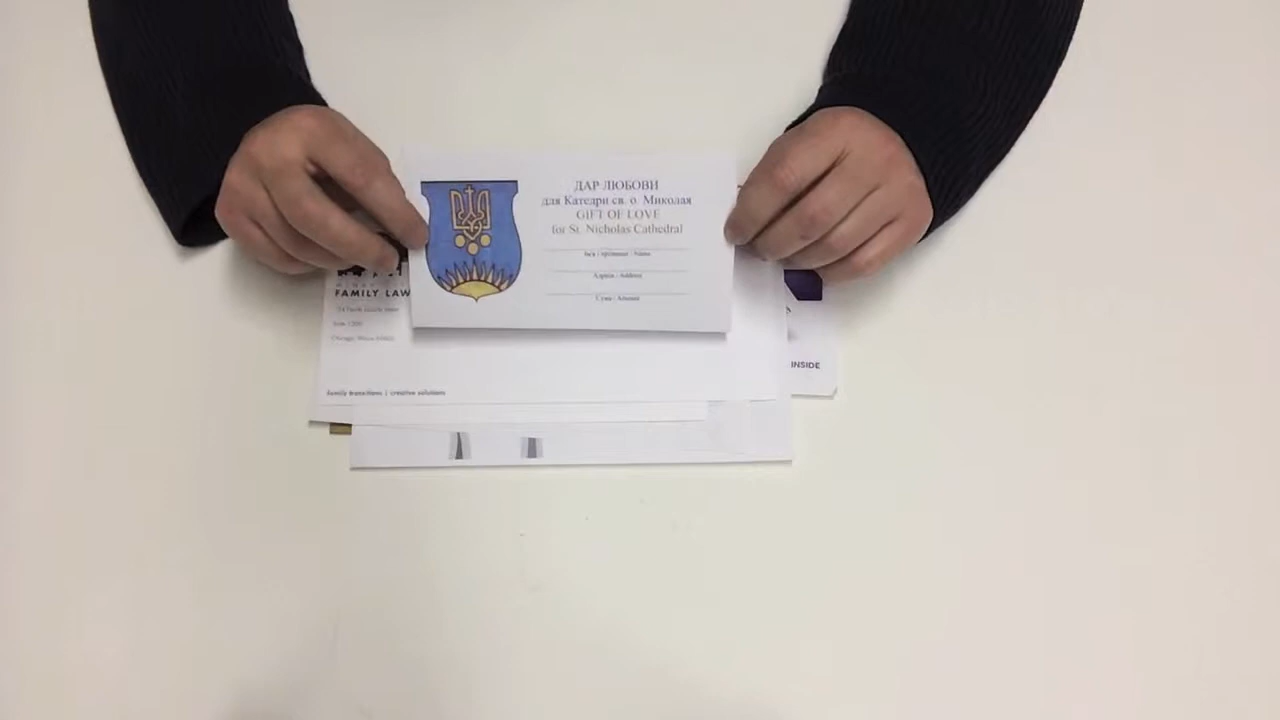 ДАР ЛЮБОВИ
для Катедри св. о. Миколая
GIFT OF LOVE
for St. Nicholas Cathedral
Name
Адреса / Address
Сума / Amount
FAMILY LAW
family transitions | creative solutions
INSIDE